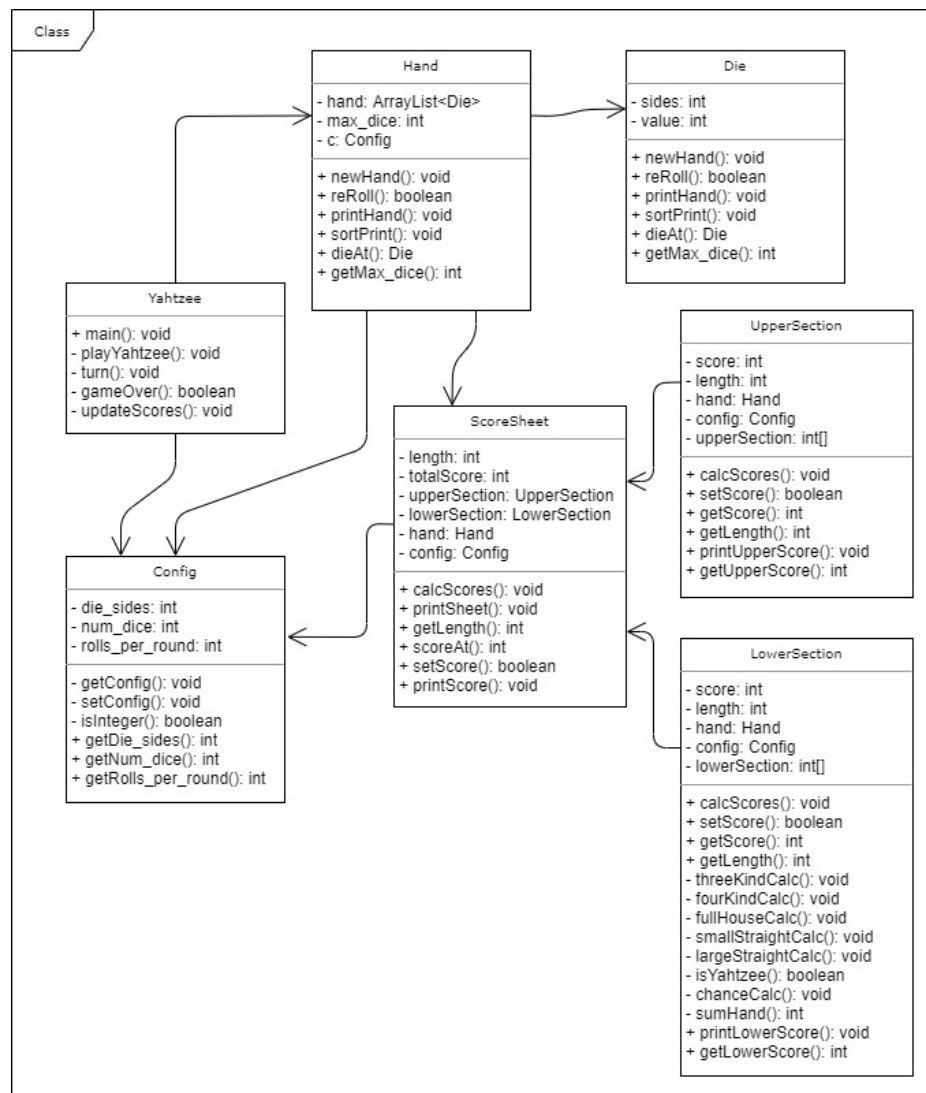 Class
Hand
- hand: ArrayList<Die>
- max_dice: int
- c: Config
+ newHand(): void
+ reRoll(): boolean
+ printHand(): void
+ sortPrint(): void
+ dieAt(): Die
+ getMax_dice(): int
Die
- sides: int
- value: int
+ newHand(): void
+ reRoll(): boolean
+ printHand(): void
+ sortPrint(): void
+ dieAt(): Die
+ getMax_dice(): int
Yahtzee
+ main(): void
- playYahtzee(): void
- turn(): void
- gameOver(): boolean
- updateScores(): void
UpperSection
- score: int
- length: int
- hand: Hand
- config: Config
- upperSection: int[]
+ calcScores(): void
+ setScore(): boolean
+ getScore(): int
+ getLength(): int
+ printUpperScore(): void
+ getUpperScore(): int
ScoreSheet
- length: int
- totalScore: int
- upperSection: UpperSection
- lowerSection: LowerSection
- hand: Hand
- config: Config
+ calcScores(): void
+ printSheet(): void
+ getLength(): int
+ scoreAt(): int
+ setScore(): boolean
+ printScore(): void
Config
- die_sides: int
- num_dice: int
- rolls_per_round: int
- getConfig(): void
- setConfig(): void
- isInteger(): boolean
+ getDie_sides(): int
+ getNum_dice(): int
+ getRolls_per_round(): int
LowerSection
- score: int
- length: int
- hand: Hand
- config: Config
- lowerSection: int[]
+ calcScores(): void
+ setScore(): boolean
+ getScore(): int
+ getLength(): int
- threeKindCalc(): void
- fourKindCalc(): void
- fullHouseCalc(): void
- smallStraightCalc(): void
- largeStraightCalc(): void
- isYahtzee(): boolean
- chanceCalc(): void
- sumHand(): int
+ printLowerScore(): void
+ getLowerScore(): int